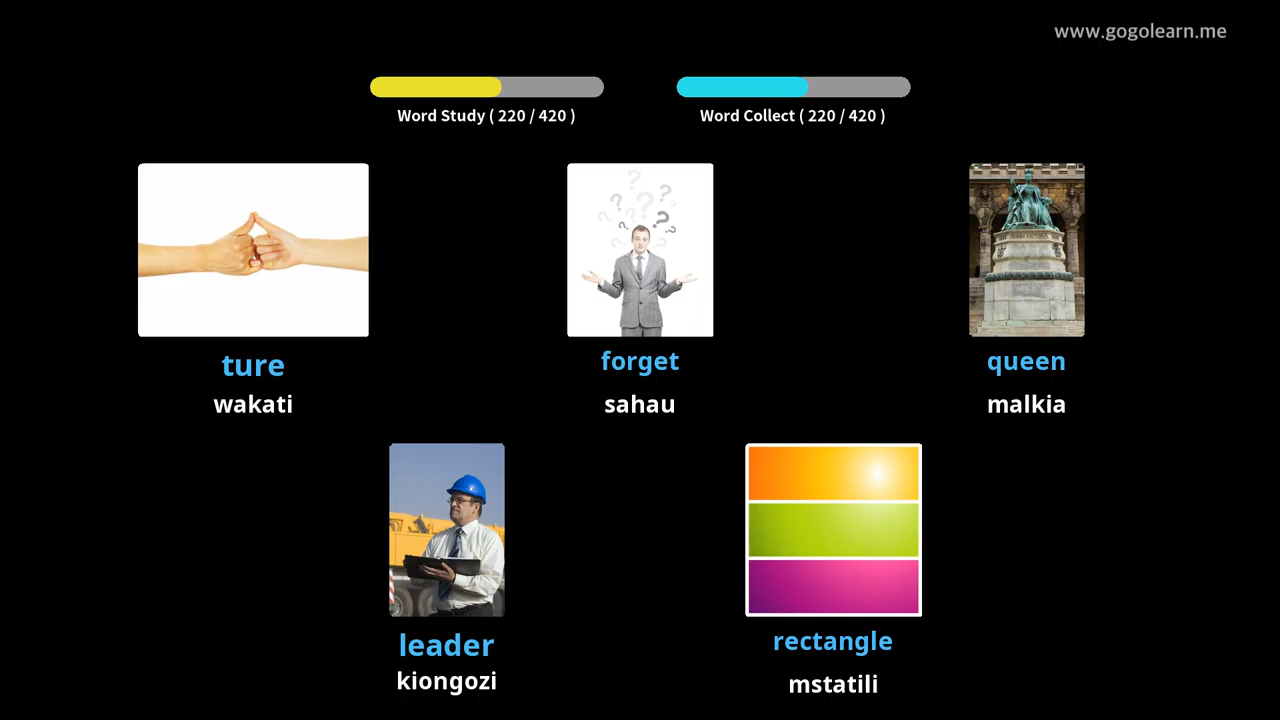 www.gogolearn.me
Word Study ( 220 / 420 )
Word Collect ( 220 / 420 )
ture
wakati
forget
sahau
queen
malkia
leader
kiongozi
rectangle
mstatili